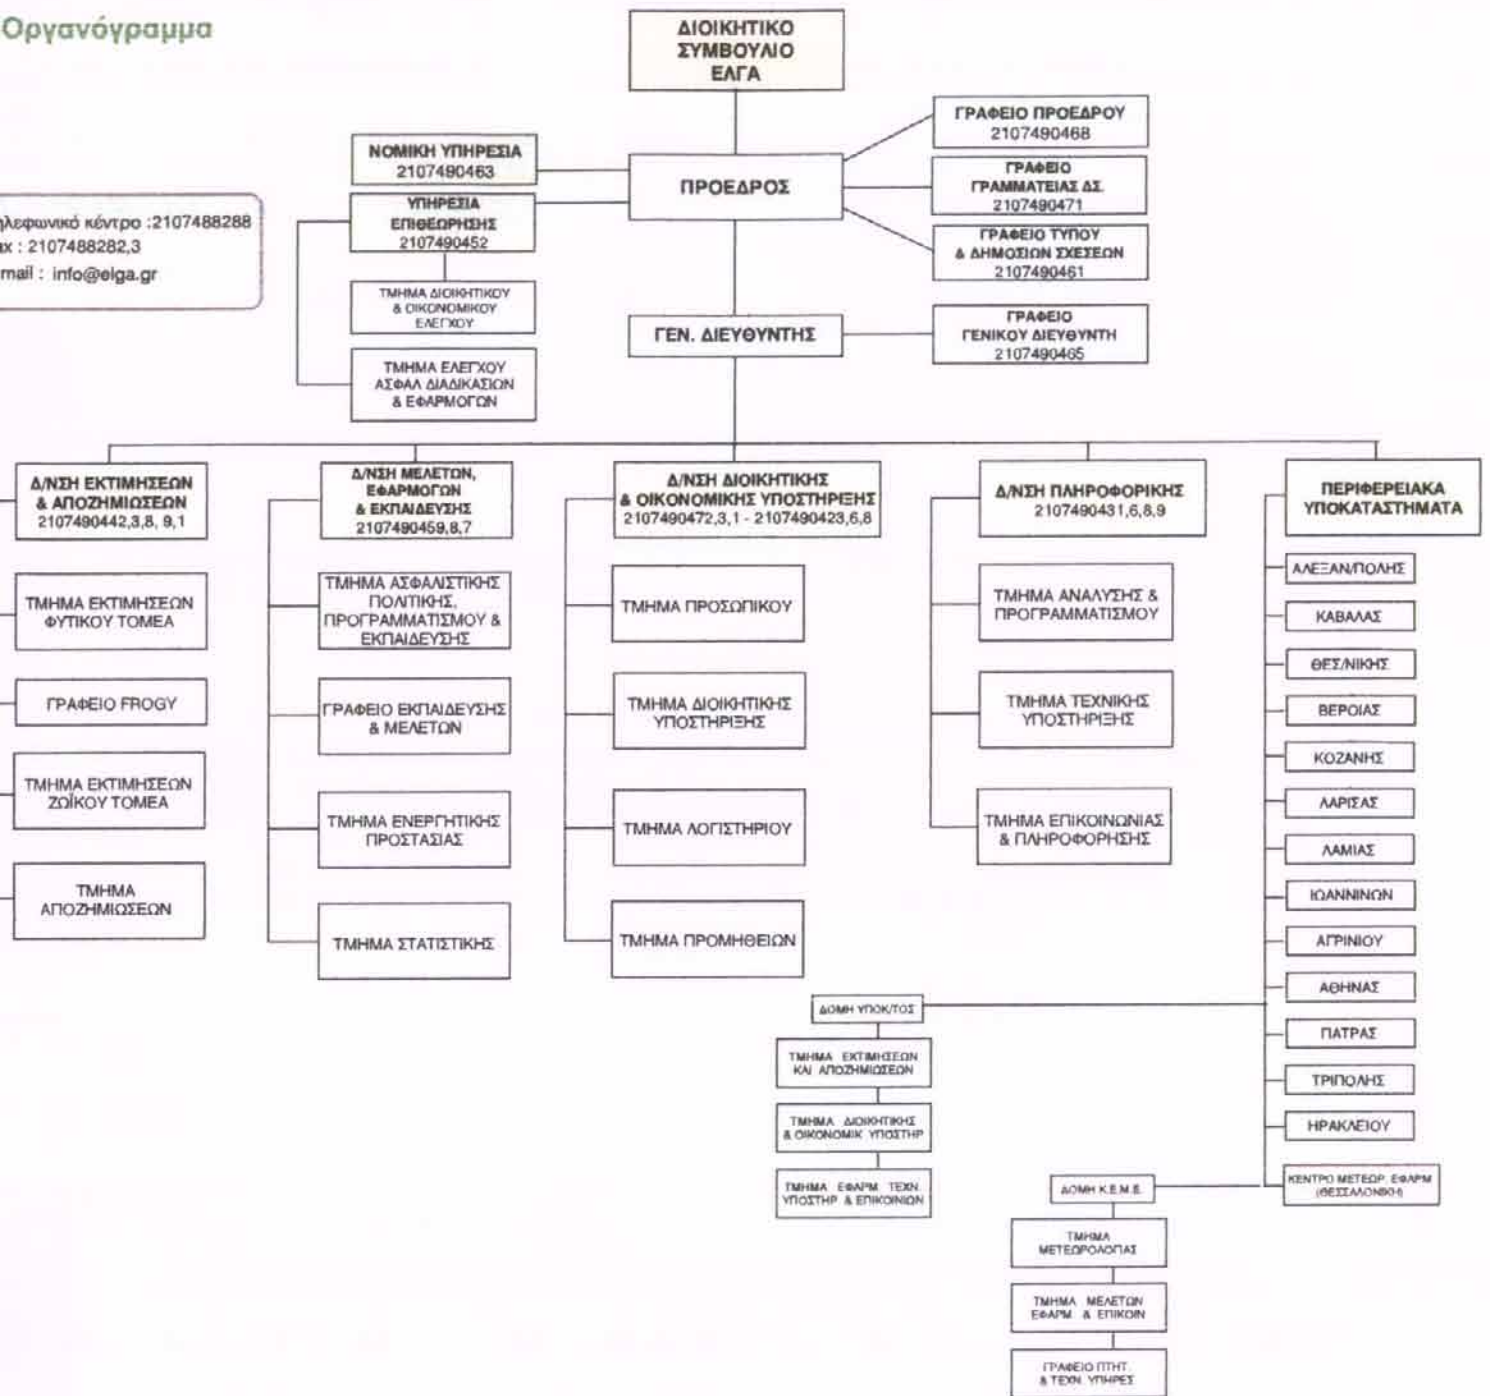 Οργανόγραμμα
ΔΙΟΙΚΗΤΙΚΟ
ΣΥΜΒΟΥΛΙΟ
ΕΛΓΑ
ΓΡΑΦΕΙΟ ΠΡΟΕΔΡΟΥ
2107490468
ΝΟΜΙΚΗ ΥΠΗΡΕΣΙΑ
2107490463
ΠΡΟΕΔΡΟΣ
ΓΡΑΦΕΙΟ
ΓΡΑΜΜΑΤΕΙΑΣ ΔΣ.
2107490471
ηλεφωνικό κέντρο :2107488288
ax : 2107488282,3
mail : info@elga.gr
ΥΠΗΡΕΣΙΑ
ΕΠΙΘΕΩΡΗΣΗΣ
2107490452
ΓΡΑΦΕΙΟ ΤΥΠΟΥ
& ΔΗΜΟΣΙΩΝ ΣΧΕΣΕΩΝ
2107490461
ΤΜΗΜΑ ΔΙΟΙΚΗΤΙΚΟΥ
& ΟΙΚΟΝΟΜΙΚΟΥ
ΕΛΕΓΧΟΥ
ΓΕΝ. ΔΙΕΥΘΥΝΤΗΣ
ΓΡΑΦΕΙΟ
ΓΕΝΙΚΟΥ ΔΙΕΥΘΥΝΤΗ
2107490465
ΤΜΗΜΑ ΕΛΕΓΧΟΥ
ΑΣΦΑΛ ΔΙΑΔΙΚΑΣΙΩΝ
& ΕΦΑΡΜΟΓΩΝ
Δ/ΝΣΗ ΕΚΤΙΜΗΣΕΩΝ
& ΑΠΟΖΗΜΙΩΣΕΩΝ
2107490442,3,8, 9,1
ΤΜΗΜΑ ΕΚΤΙΜΗΣΕΩΝ
ΦΥΤΙΚΟΥ ΤΟΜΕΑ
ΓΡΑΦΕΙΟ FROGY
ΤΜΗΜΑ ΕΚΤΙΜΗΣΕΩΝ
ΖΩΪΚΟΥ ΤΟΜΕΑ
ΤΜΗΜΑ
ΑΠΟΖΗΜΙΩΣΕΩΝ
Δ/ΝΣΗ ΜΕΛΕΤΩΝ,
ΕΦΑΡΜΟΓΩΝ
& ΕΚΠΑΙΔΕΥΣΗΣ
2107490459,8,7
ΤΜΗΜΑ ΑΣΦΑΛΙΣΤΙΚΗΣ
ΠΟΛΙΤΙΚΗΣ,
ΠΡΟΓΡΑΜΜΑΤΙΣΜΟΥ &
ΕΚΠΑΙΔΕΥΣΗΣ
ΓΡΑΦΕΙΟ ΕΚΠΑΙΔΕΥΣΗΣ
& ΜΕΛΕΤΩΝ
ΤΜΗΜΑ ΕΝΕΡΓΗΤΙΚΗΣ
ΠΡΟΣΤΑΣΙΑΣ
ΤΜΗΜΑ ΣΤΑΤΙΣΤΙΚΗΣ
Δ/ΝΣΗ ΔΙΟΙΚΗΤΙΚΗΣ
& ΟΙΚΟΝΟΜΙΚΗΣ ΥΠΟΣΤΗΡΙΞΗΣ
2107490472,3,1 - 2107490423,6,8
ΤΜΗΜΑ ΠΡΟΣΩΠΙΚΟΥ
ΤΜΗΜΑ ΔΙΟΙΚΗΤΙΚΗΣ
ΥΠΟΣΤΗΡΙΞΗΣ
ΤΜΗΜΑ ΛΟΓΙΣΤΗΡΙΟΥ
ΤΜΗΜΑ ΠΡΟΜΗΘΕΙΩΝ
Δ/ΝΣΗ ΠΛΗΡΟΦΟΡΙΚΗΣ
2107490431,6,8,9
ΤΜΗΜΑ ΑΝΑΛΥΣΗΣ &
ΠΡΟΓΡΑΜΜΑΤΙΣΜΟΥ
ΤΜΗΜΑ ΤΕΧΝΙΚΗΣ
ΥΠΟΣΤΗΡΙΞΗΣ
ΤΜΗΜΑ ΕΠΙΚΟΙΝΩΝΙΑΣ
& ΠΛΗΡΟΦΟΡΗΣΗΣ
ΠΕΡΙΦΕΡΕΙΑΚΑ
ΥΠΟΚΑΤΑΣΤΗΜΑΤΑ
ΑΛΕΞΑΝ/ΠΟΛΗΣ
ΚΑΒΑΛΑΣ
ΘΕΣ/ΝΙΚΗΣ
ΒΕΡΟΙΑΣ
ΚΟΖΑΝΗΣ
ΛΑΡΙΣΑΣ
ΛΑΜΙΑΣ
ΙΩΑΝΝΙΝΩΝ
ΑΓΡΙΝΙΟΥ
ΑΘΗΝΑΣ
ΠΑΤΡΑΣ
ΤΡΙΠΟΛΗΣ
ΗΡΑΚΛΕΙΟΥ
ΚΕΝΤΡΟ ΜΕΤΕΩΡ. ΕΦΑΡΜ
(ΘΕΣΣΑΛΟΝΙΚΗ)
ΔΟΜΗ ΥΠΟΚ/ΤΟΣ
ΤΜΗΜΑ ΕΚΤΙΜΗΣΕΩΝ
ΚΑΙ ΑΠΟΖΗΜΙΩΣΕΩΝ
ΤΜΗΜΑ ΔΙΟΙΚΗΤΙΚΗΣ
& ΟΙΚΟΝΟΜΙΚ ΥΠΟΣΤΗΡ
ΤΜΗΜΑ ΕΦΑΡΜ. ΤΕΧΝ.
ΥΠΟΣΤΗΡ & ΕΠΙΚΟΙΝΙΩΝ
ΔΟΜΗ Κ.Ε.Μ.Ε.
ΤΜΗΜΑ
ΜΕΤΕΩΡΟΛΟΓΙΑΣ
ΤΜΗΜΑ ΜΕΛΕΤΩΝ
ΕΦΑΡΜ. & ΕΠΙΚΟΙΝ
ΓΡΑΦΕΙΟ ΠΤΗΤ.
& ΤΕΧΝ. ΥΠΗΡΕΣ